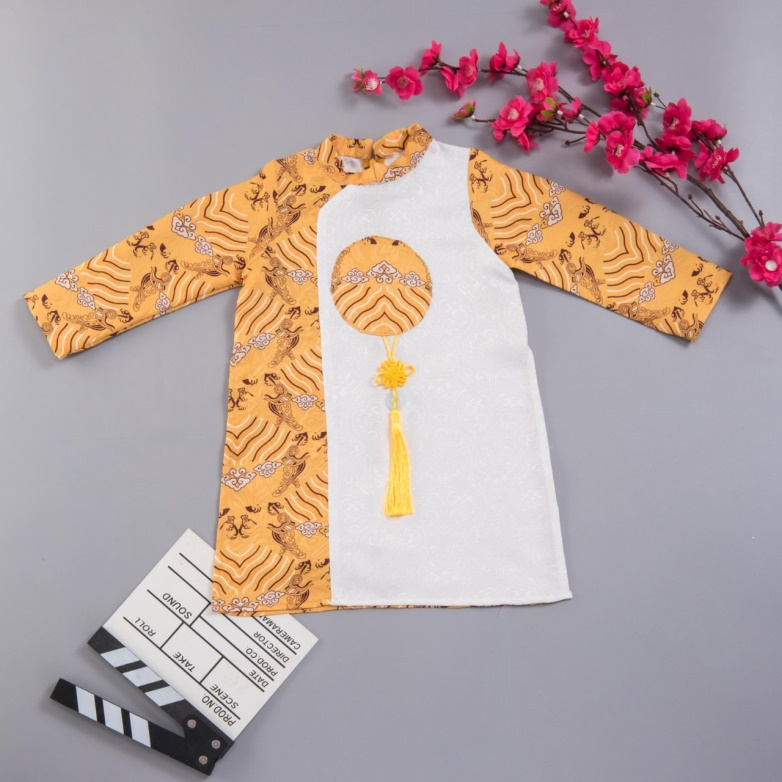 PROD.NO
SCENE
TAKE
ROLL
DATE
SOUND
PROD.CO
DIRECTOR
CAMERAMAN